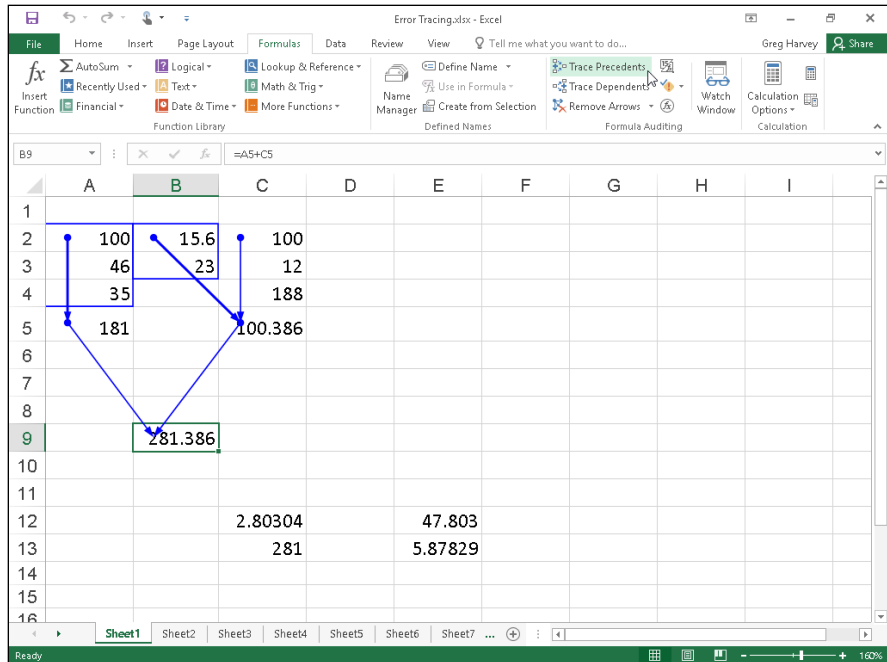 Error Tracing.xlsx - Excel
File Home Insert Page Layout Formulas Data Review View Tell me what you want to do... Greg Harvey Share
fx Insert Function
AutoSum Logical Lookup & Reference
Recently Used Text Math & Trig
Financial Date & Time More Functions
Function Library
Name Manager
Define Name
Use in Formula
Create from Selection
Defined Names
Trace Precedents
Trace Dependents
Remove Arrows
fx
Watch Window
Formula Auditing
Calculation Options
Calculation
B9 fx =A5+C5
A B C D E F G H I
1
2 100 15.6 100
3 46 23 12
4 35 188
5 181 100.386
6
7
8
9 281.386
10
11
12 2.80304 47.803
13 281 5.87829
14
15
16
Sheet1 Sheet2 Sheet3 Sheet4 Sheet5 Sheet6 Sheet7 ...
Ready 160%